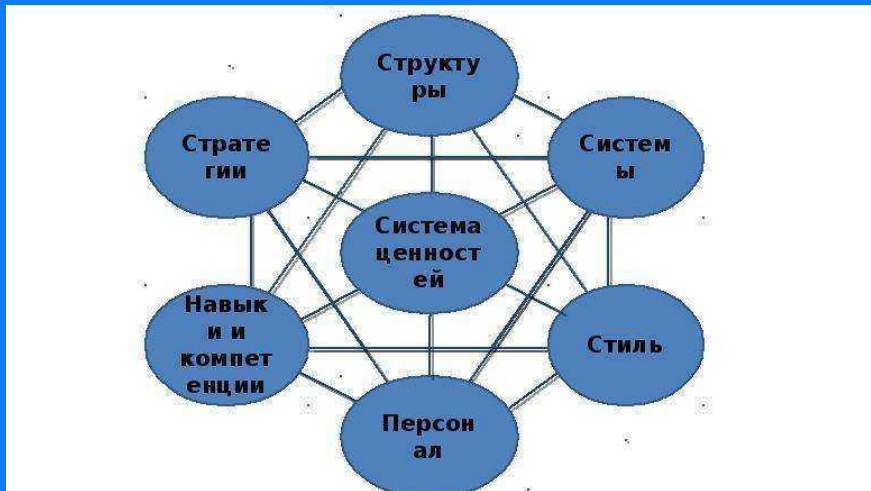 Структу
ры
Страте
гии
Систем
ы
Система
ценност
ей
Навык
и и
компет
енции
Стиль
Персон
ал